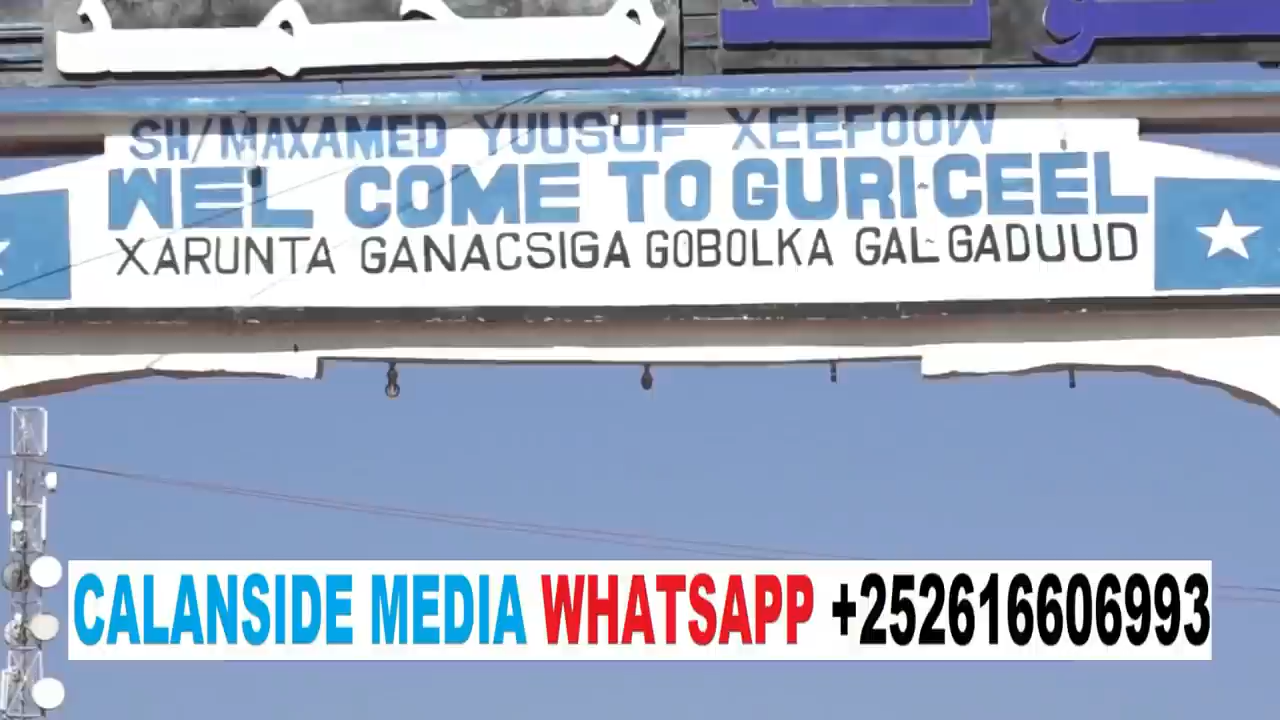 SH/MAXAMED YUUSUF XEEFOOW
WEL COME TO GURI-CEEL
XARUNTA GANACSIGA GOBOLKA GAL-GADUUD
CALANSIDE MEDIA WHATSAPP +252616606993